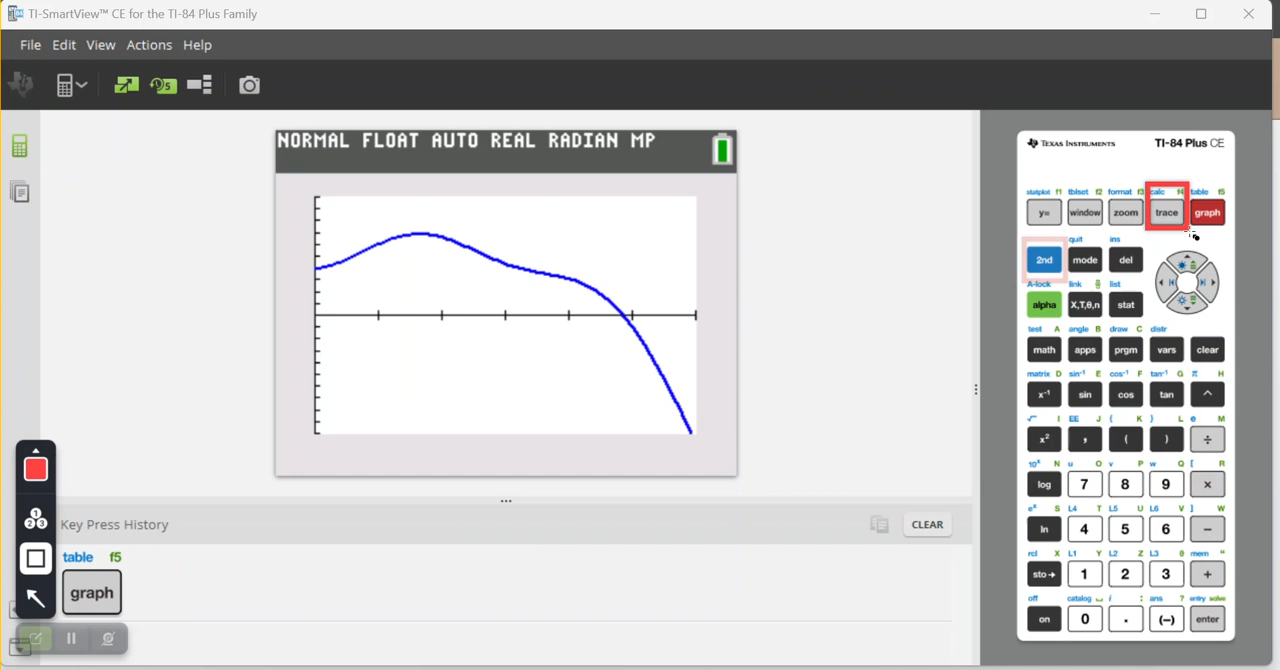 TI-SmartView™ CE for the TI-84 Plus Family
File Edit View Actions Help
5
NORMAL FLOAT AUTO REAL RADIAN MP
TEXAS INSTRUMENTS TI-84 Plus CE
statplot f1 tblset f2 format f3 calc f4 table f5
y= window zoom trace graph
quit ins
2nd mode del
A-lock link list
alpha X,T,θ,n stat
test A angle B draw C distr
math apps prgm vars clear
matrix D sin⁻¹ E cos⁻¹ F tan⁻¹ G π H
x⁻¹ sin cos tan ^
√ I EE J { K } L e M
x² , ( ) ÷
10ˣ N u O v P w Q [ R
log 7 8 9 ×
eˣ S L4 T L5 U L6 V ] W
ln 4 5 6 −
rcl X L1 Y L2 Z L3 θ mem "
sto→ 1 2 3 +
off catalog ⎵ i : ans ? entry solve
on 0 . (−) enter
Key Press History CLEAR
table f5
graph
1
2 3